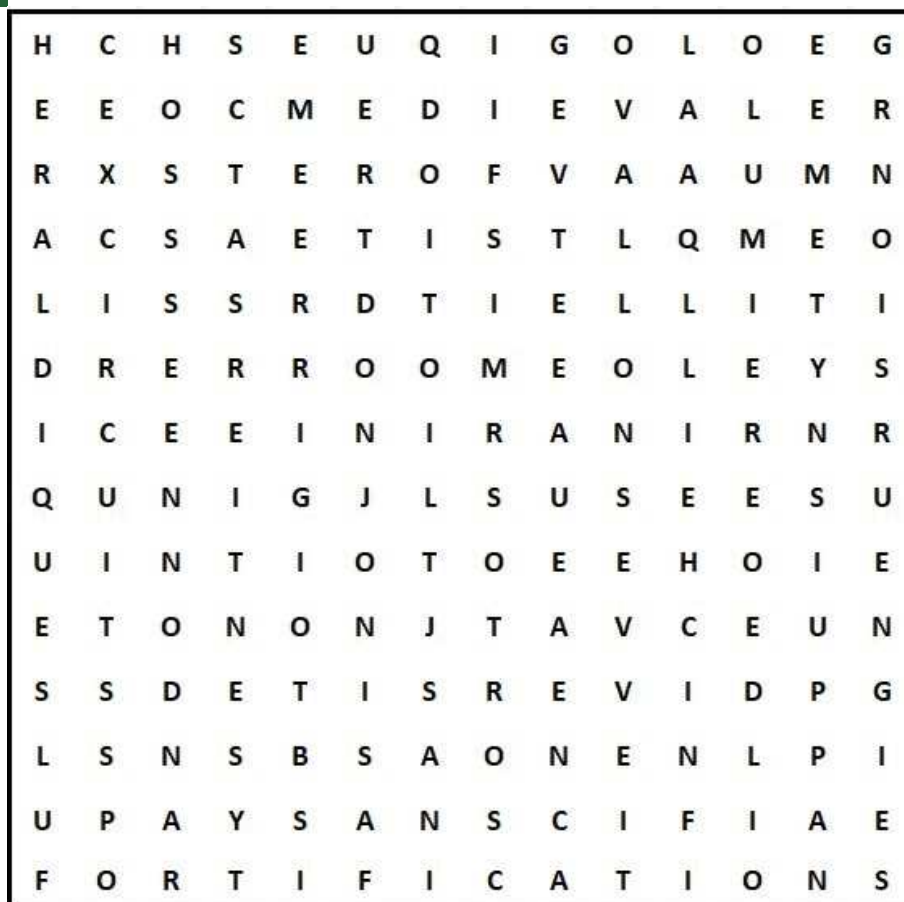 H C H S E U Q I G O L O E G
E E O C M E D I E V A L E R
R X S T E R O F V A A U M N
A C S A E T I S T L Q M E O
L I S S R D T I E L L I T I
D R E R R O O M E O L E Y S
I C E E I N I R A N I R N R
Q U N I G J L S U S E E S U
U I N T I O T O E E H O I E
E T O N O N J T A V C E U N
S S D E T I S R E V I D P G
L S N S B S A O N E N L P I
U P A Y S A N S C I F I A E
F O R T I F I C A T I O N S